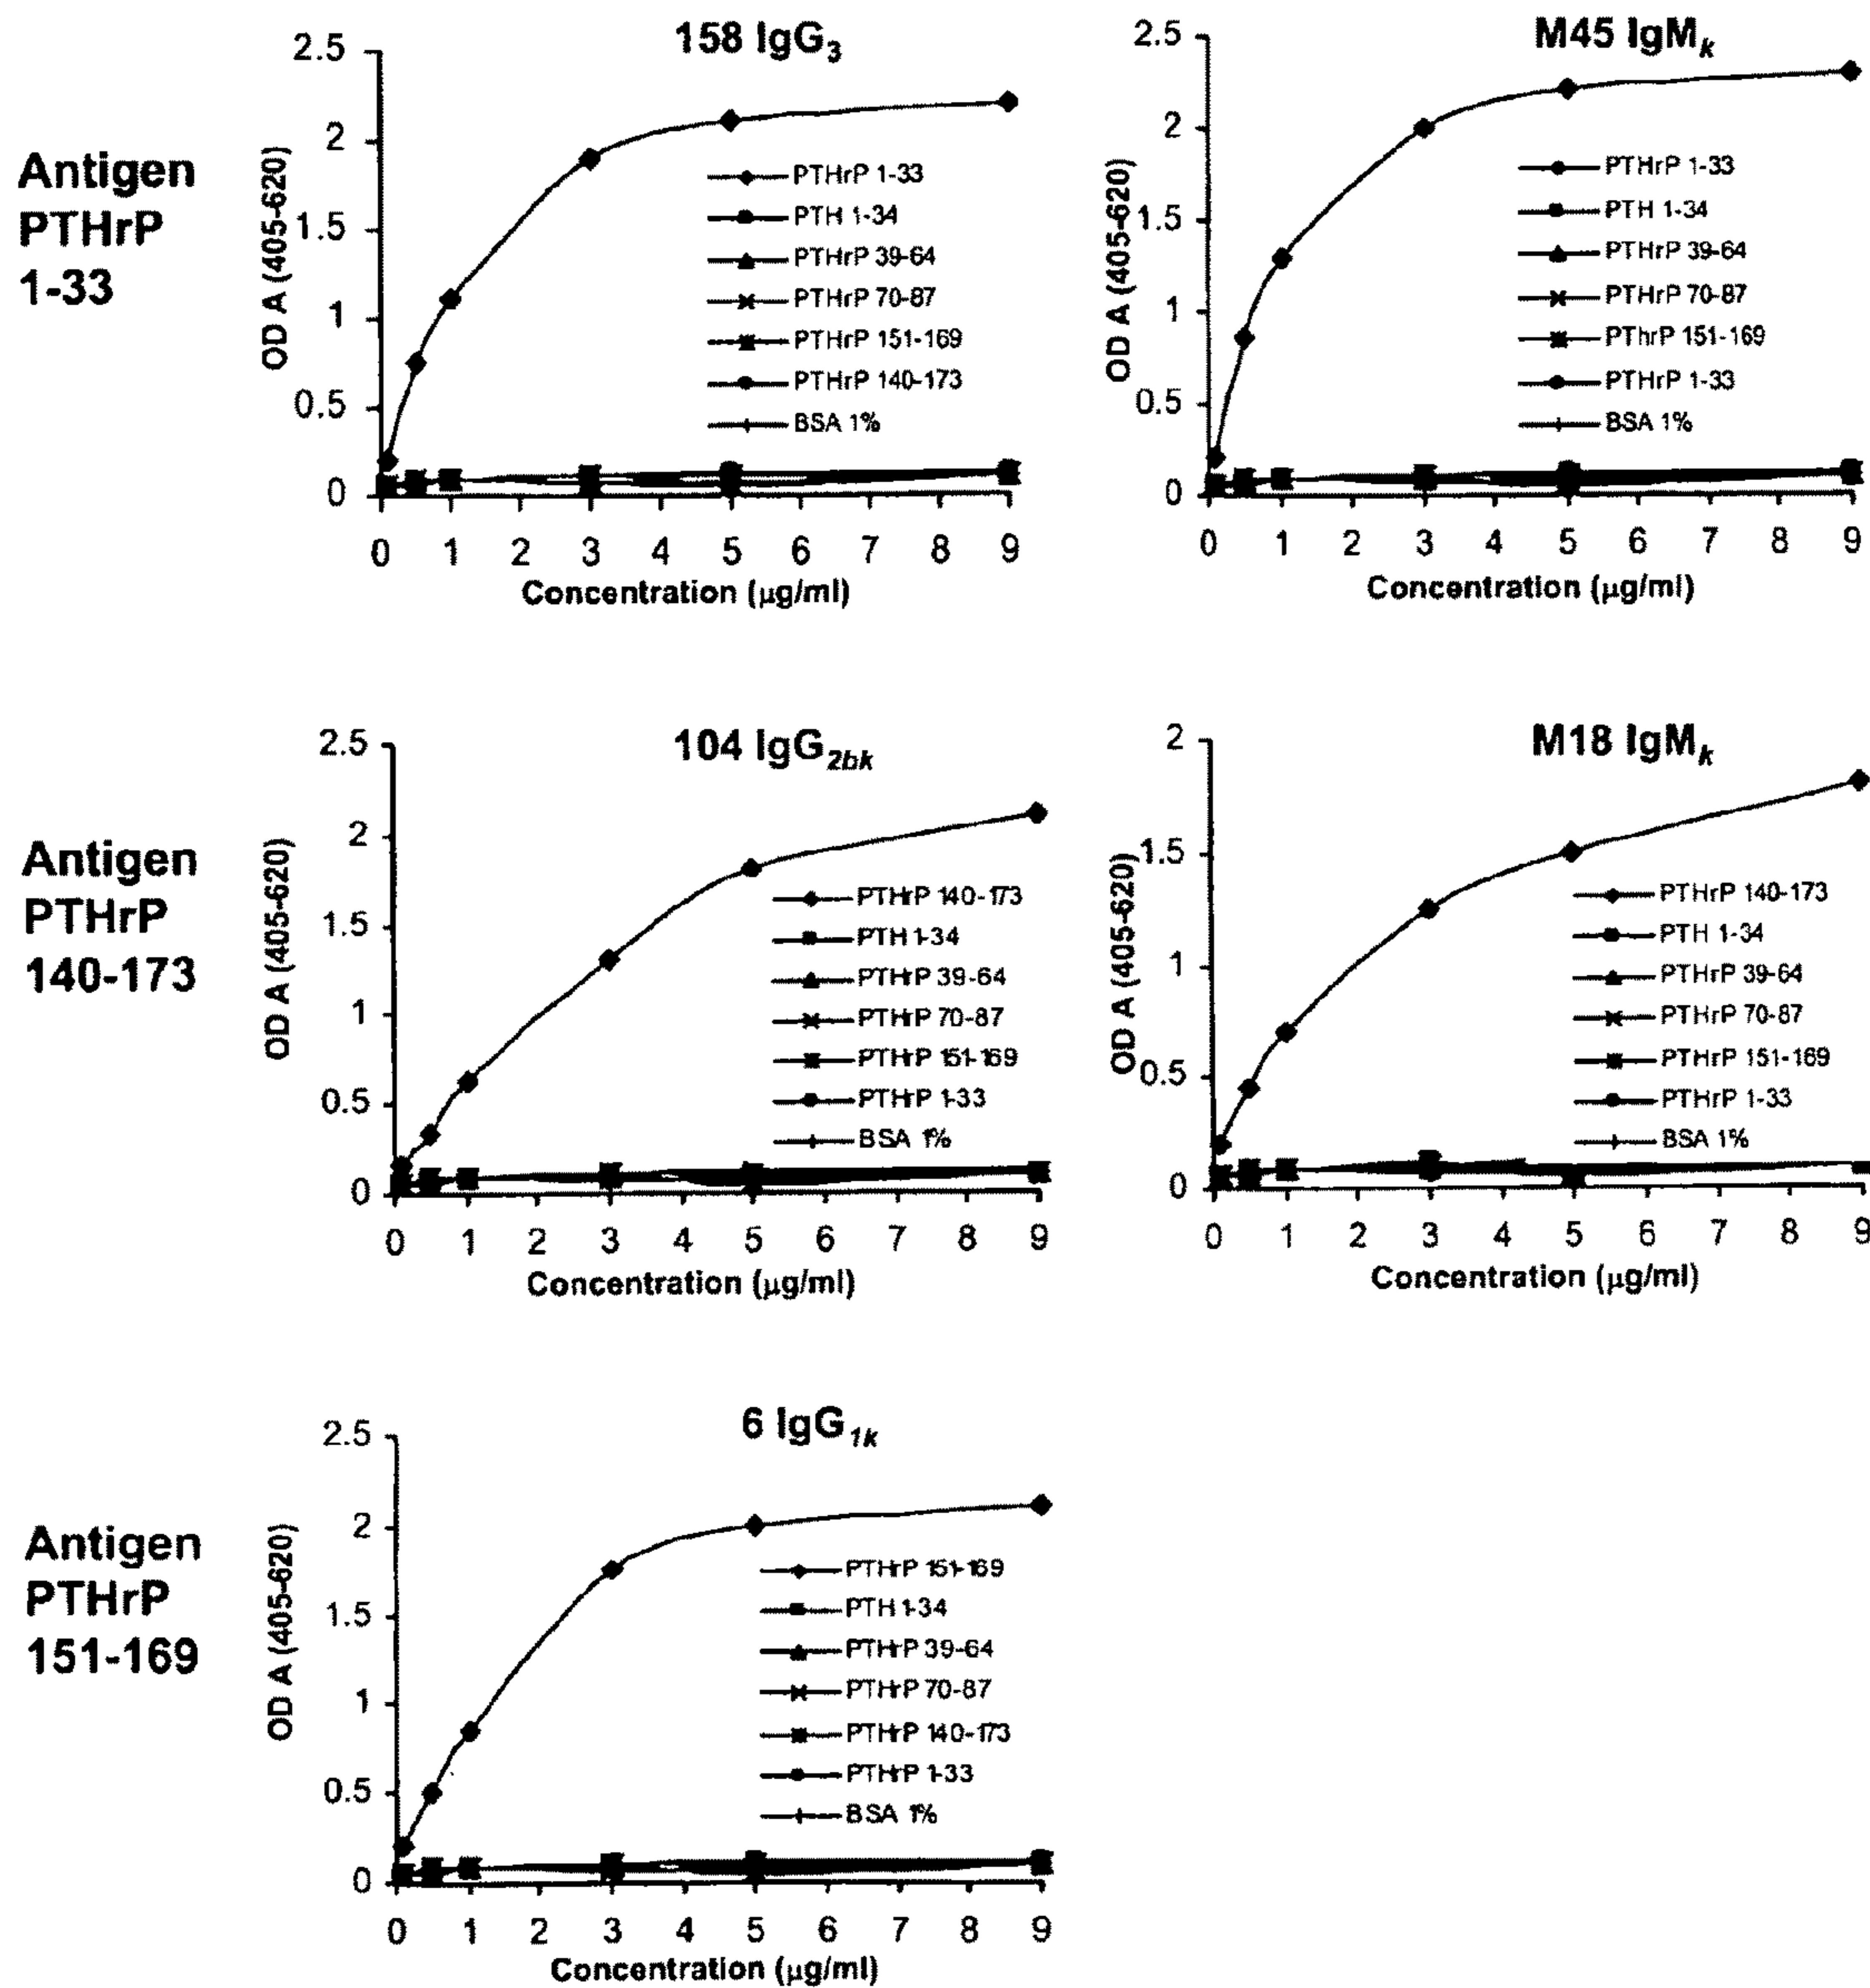 158 IgG3
M45 IgMk
Antigen
PTHrP
1-33
2.5
2
1.5
1
0.5
0
OD A (405-620)
PTHrP 1-33
PTH 1-34
PTHrP 39-64
PTHrP 70-87
PTHrP 151-169
PTHrP 140-173
BSA 1%
0 1 2 3 4 5 6 7 8 9
Concentration (µg/ml)
2.5
2
1.5
1
0.5
0
OD A (405-620)
PTHrP 1-33
PTH 1-34
PTHrP 39-64
PTHrP 70-87
PThrP 151-169
PTHrP 1-33
BSA 1%
0 1 2 3 4 5 6 7 8 9
Concentration (µg/ml)
104 IgG2bk
M18 IgMk
Antigen
PTHrP
140-173
2.5
2
1.5
1
0.5
0
OD A (405-620)
PTHrP 140-173
PTH 1-34
PTHrP 39-64
PTHrP 70-87
PTHrP 151-169
PTHrP 1-33
BSA 1%
0 1 2 3 4 5 6 7 8 9
Concentration (µg/ml)
2
1.5
1
0.5
0
OD A (405-620)
PTHrP 140-173
PTH 1-34
PTHrP 39-64
PTHrP 70-87
PTHrP 151-169
PTHrP 1-33
BSA 1%
0 1 2 3 4 5 6 7 8 9
Concentration (µg/ml)
6 IgG1k
Antigen
PTHrP
151-169
2.5
2
1.5
1
0.5
0
OD A (405-620)
PTHrP 151-169
PTH 1-34
PTHrP 39-64
PTHrP 70-87
PTHrP 140-173
PTHrP 1-33
BSA 1%
0 1 2 3 4 5 6 7 8 9
Concentration (µg/ml)